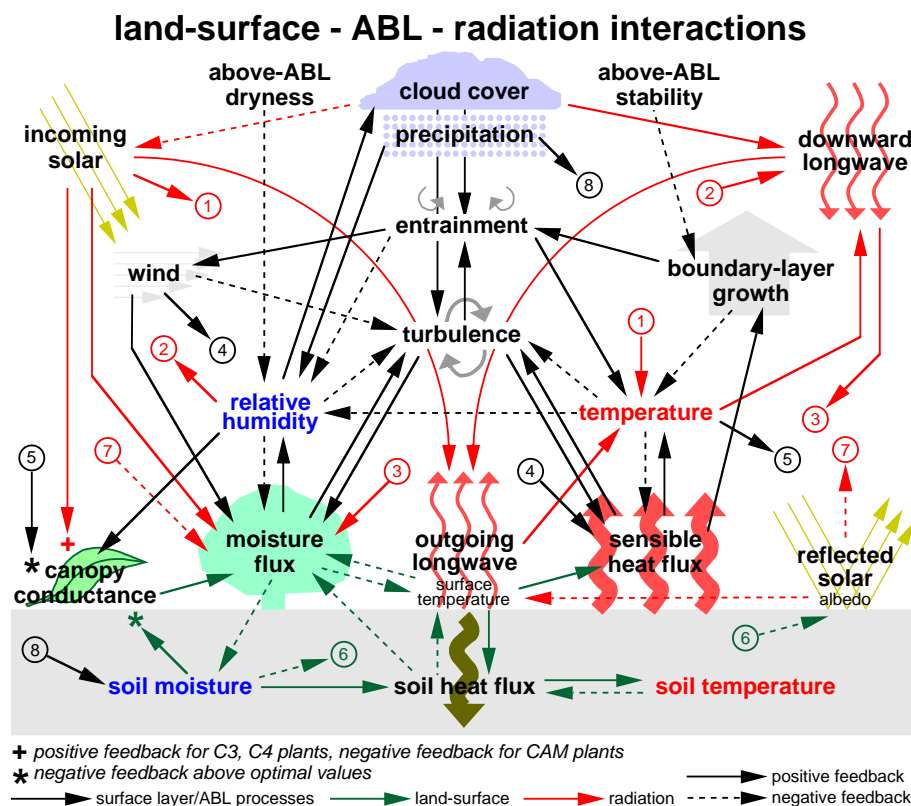 land-surface - ABL - radiation interactions
above-ABL
dryness
cloud cover
above-ABL
stability
incoming
solar
precipitation
downward
longwave
8
1
2
entrainment
wind
boundary-layer
growth
4
turbulence
1
2
relative
humidity
temperature
3
5
7
3
4
5
7
moisture
flux
outgoing
longwave
sensible
heat flux
reflected
solar
+
*
canopy
conductance
surface
temperature
albedo
*
6
8
6
soil moisture
soil heat flux
soil temperature
+ positive feedback for C3, C4 plants, negative feedback for CAM plants
* negative feedback above optimal values
positive feedback
surface layer/ABL processes
land-surface
radiation
negative feedback